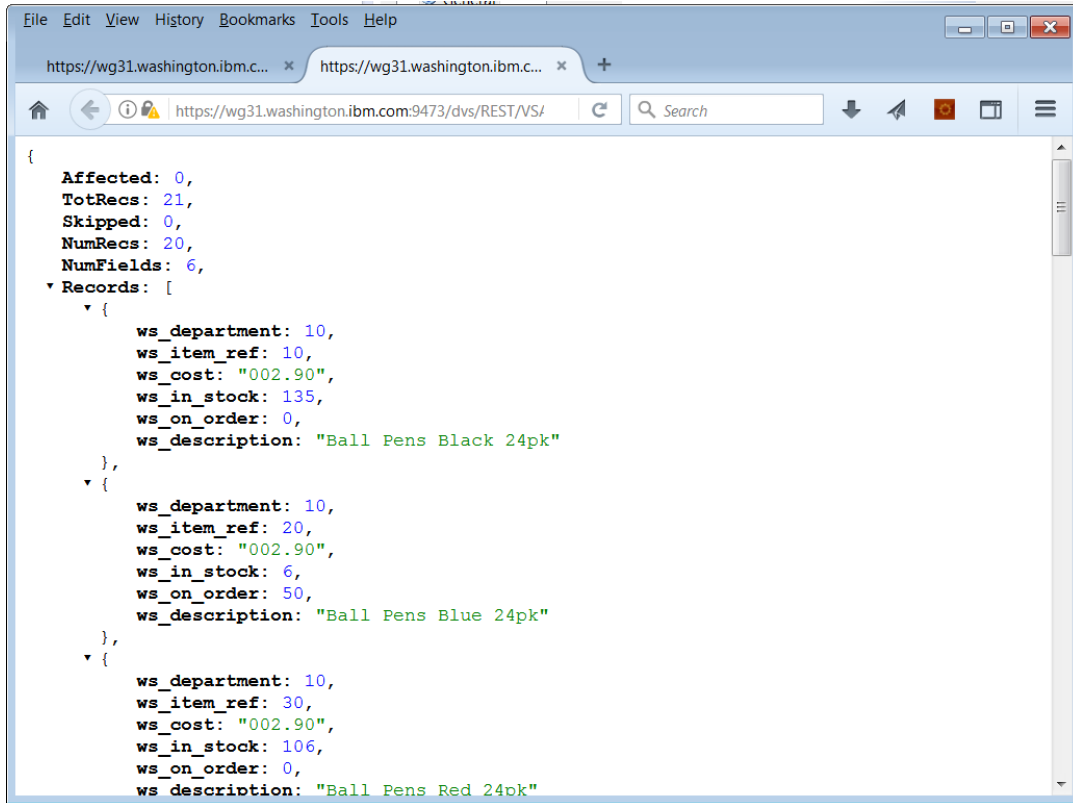 General
File Edit View History Bookmarks Tools Help
https://wg31.washington.ibm.c... × https://wg31.washington.ibm.c... × +
https://wg31.washington.ibm.com:9473/dvs/REST/VSA Search
{
Affected: 0,
TotRecs: 21,
Skipped: 0,
NumRecs: 20,
NumFields: 6,
Records: [
{
ws_department: 10,
ws_item_ref: 10,
ws_cost: "002.90",
ws_in_stock: 135,
ws_on_order: 0,
ws_description: "Ball Pens Black 24pk"
},
{
ws_department: 10,
ws_item_ref: 20,
ws_cost: "002.90",
ws_in_stock: 6,
ws_on_order: 50,
ws_description: "Ball Pens Blue 24pk"
},
{
ws_department: 10,
ws_item_ref: 30,
ws_cost: "002.90",
ws_in_stock: 106,
ws_on_order: 0,
ws_description: "Ball Pens Red 24pk"